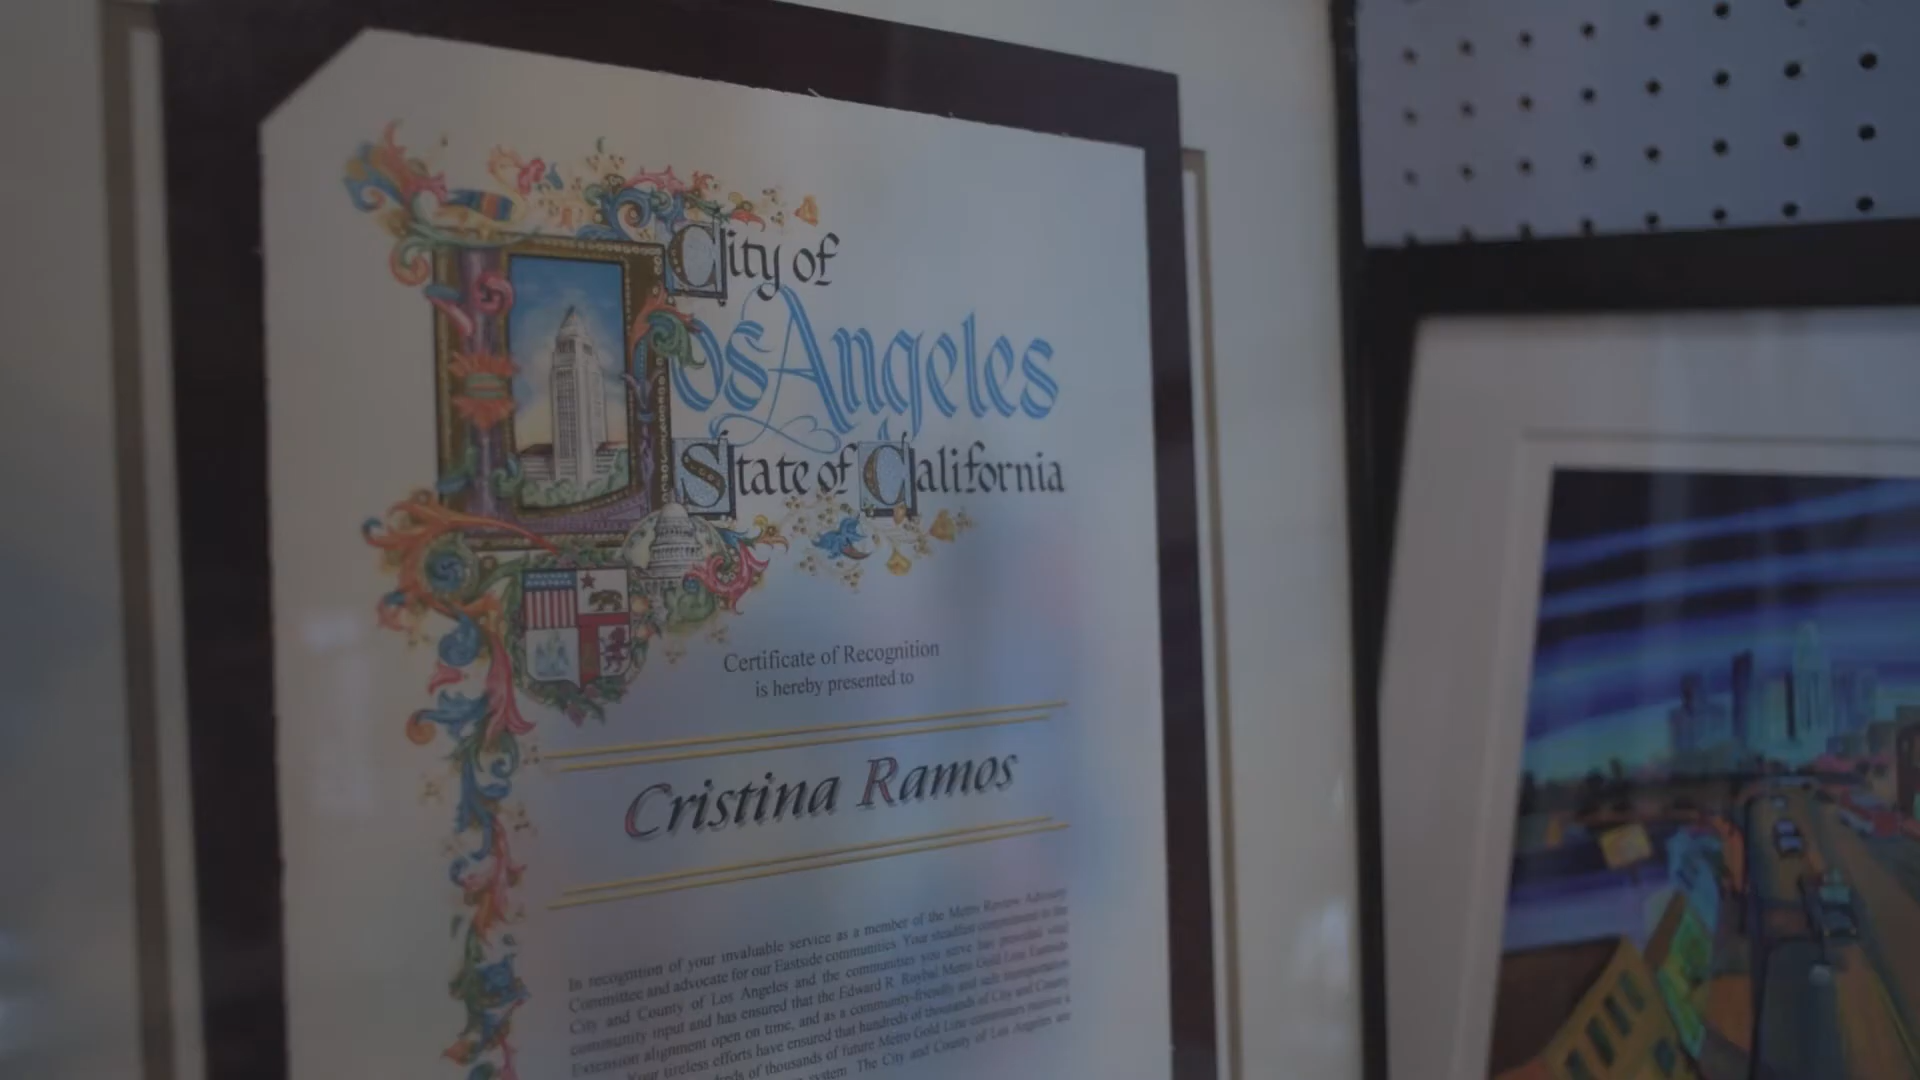 City of
Los Angeles
State of California
Certificate of Recognition
is hereby presented to
Cristina Ramos
In recognition of your invaluable service as a member of the Metro Review Advisory
Committee and advocate for our Eastside communities. Your steadfast commitment to the
City and County of Los Angeles and the communities you serve has provided vital
community input and has ensured that the Edward R. Roybal Metro Gold Line Eastside
Extension alignment open on time, and as a community-friendly and safe transportation
Your tireless efforts have ensured that hundreds of thousands of City and County
of thousands of future Metro Gold Line commuters receive a
system. The City and County of Los Angeles are